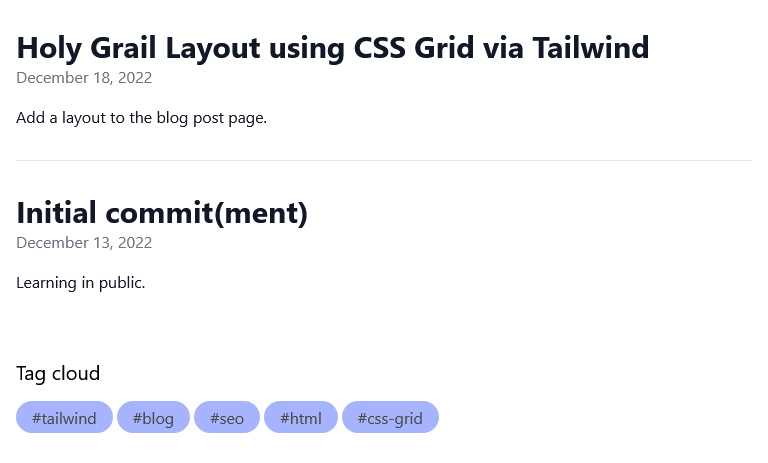 Holy Grail Layout using CSS Grid via Tailwind
December 18, 2022
Add a layout to the blog post page.
Initial commit(ment)
December 13, 2022
Learning in public.
Tag cloud
#tailwind #blog #seo #html #css-grid